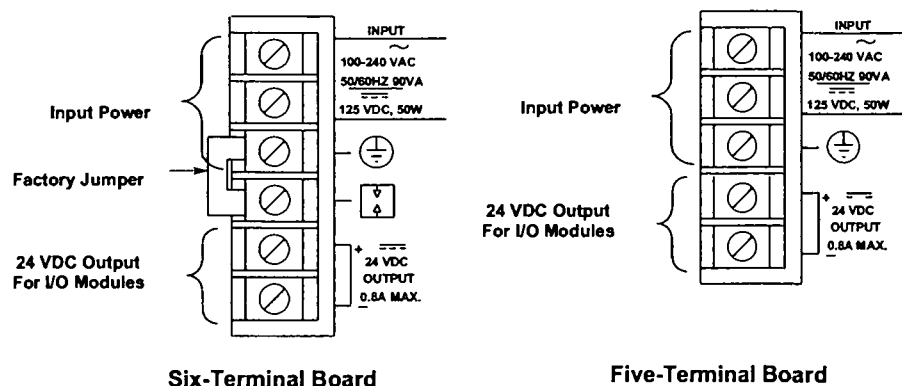 INPUT
100-240 VAC
50/60HZ 90VA
125 VDC, 50W
Input Power
Factory Jumper
24 VDC Output
For I/O Modules
+
24 VDC
OUTPUT
0.8A MAX.
Six-Terminal Board
INPUT
100-240 VAC
50/60HZ 90VA
125 VDC, 50W
Input Power
24 VDC Output
For I/O Modules
+
24 VDC
OUTPUT
0.8A MAX.
Five-Terminal Board